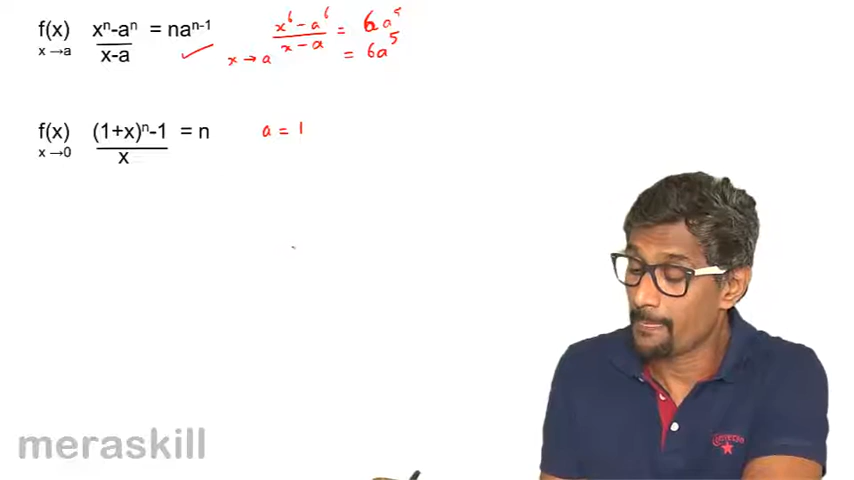 f(x) xⁿ-aⁿ = naⁿ⁻¹
x →a x-a
x⁶ - a⁶ = 6a⁵
x → a x - a = 6a⁵
f(x) (1+x)ⁿ-1 = n a = 1
x →0 x
meraskill